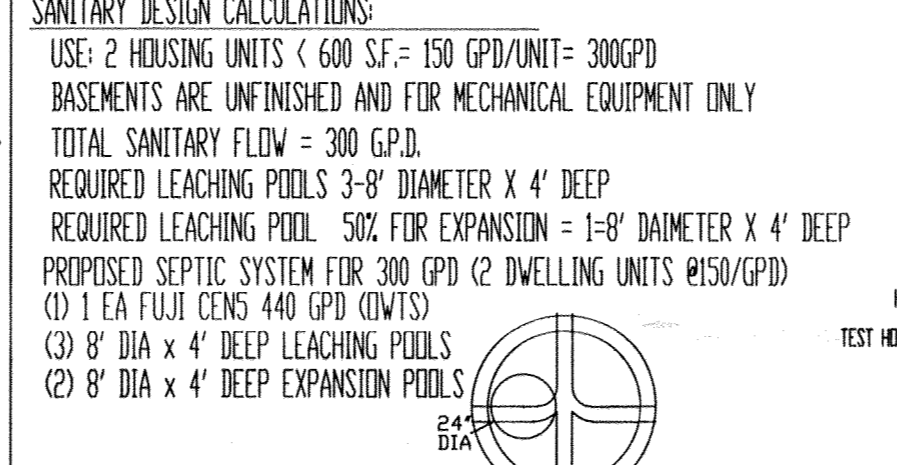 SANITARY DESIGN CALCULATIONS:
USE: 2 HOUSING UNITS < 600 S.F.= 150 GPD/UNIT= 300GPD
BASEMENTS ARE UNFINISHED AND FOR MECHANICAL EQUIPMENT ONLY
TOTAL SANITARY FLOW = 300 G.P.D.
REQUIRED LEACHING POOLS 3-8' DIAMETER X 4' DEEP
REQUIRED LEACHING POOL 50% FOR EXPANSION = 1=8' DAIMETER X 4' DEEP
PROPOSED SEPTIC SYSTEM FOR 300 GPD (2 DWELLING UNITS @150/GPD)
(1) 1 EA FUJI CEN5 440 GPD (OWTS)
(3) 8' DIA x 4' DEEP LEACHING POOLS
(2) 8' DIA x 4' DEEP EXPANSION POOLS
TEST
24"
DIA